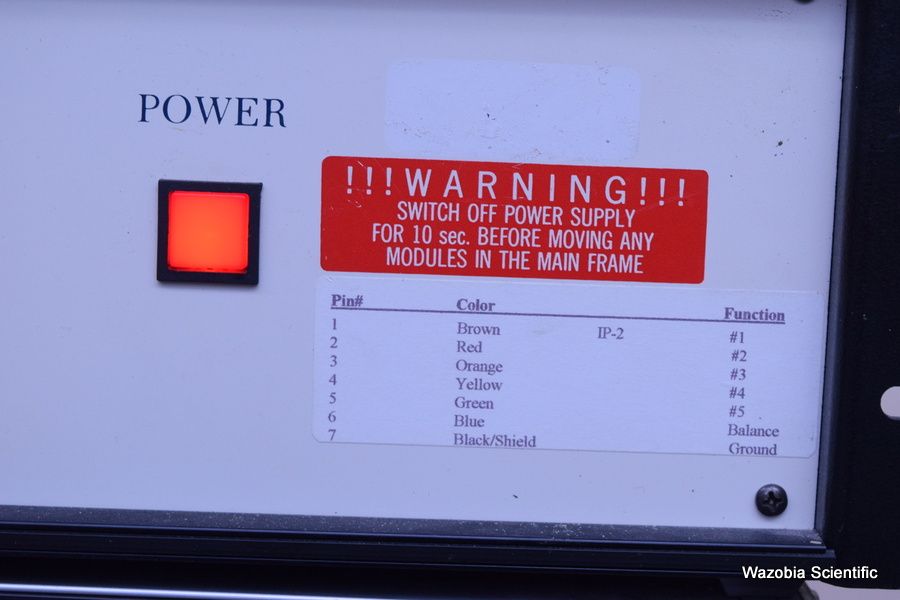 POWER
!!!WARNING!!!
SWITCH OFF POWER SUPPLY
FOR 10 sec. BEFORE MOVING ANY
MODULES IN THE MAIN FRAME
Pin# Color Function
1 Brown IP-2 #1
2 Red #2
3 Orange #3
4 Yellow #4
5 Green #5
6 Blue Balance
7 Black/Shield Ground
Wazobia Scientific